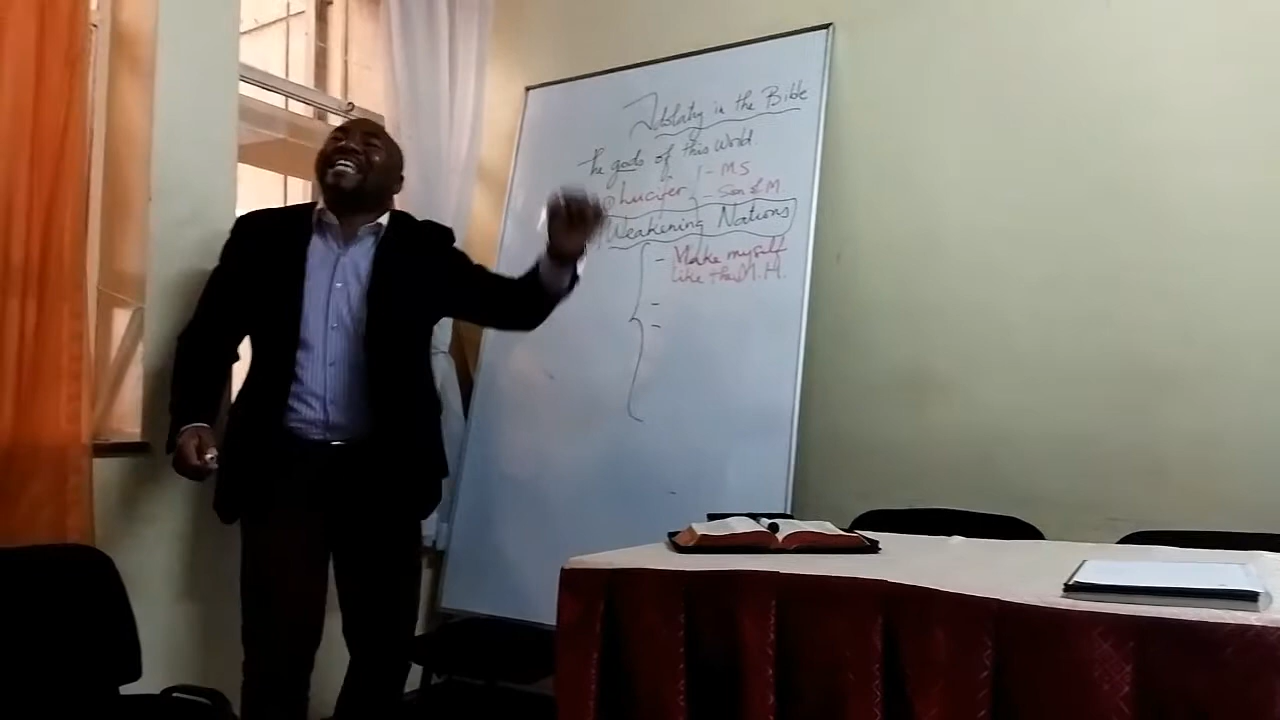 Idolatry in the Bible
the gods of this World.
① Lucifer { - MS
- Son of M.
Weakening Nations
- Make myself
like the M.H.
-
-